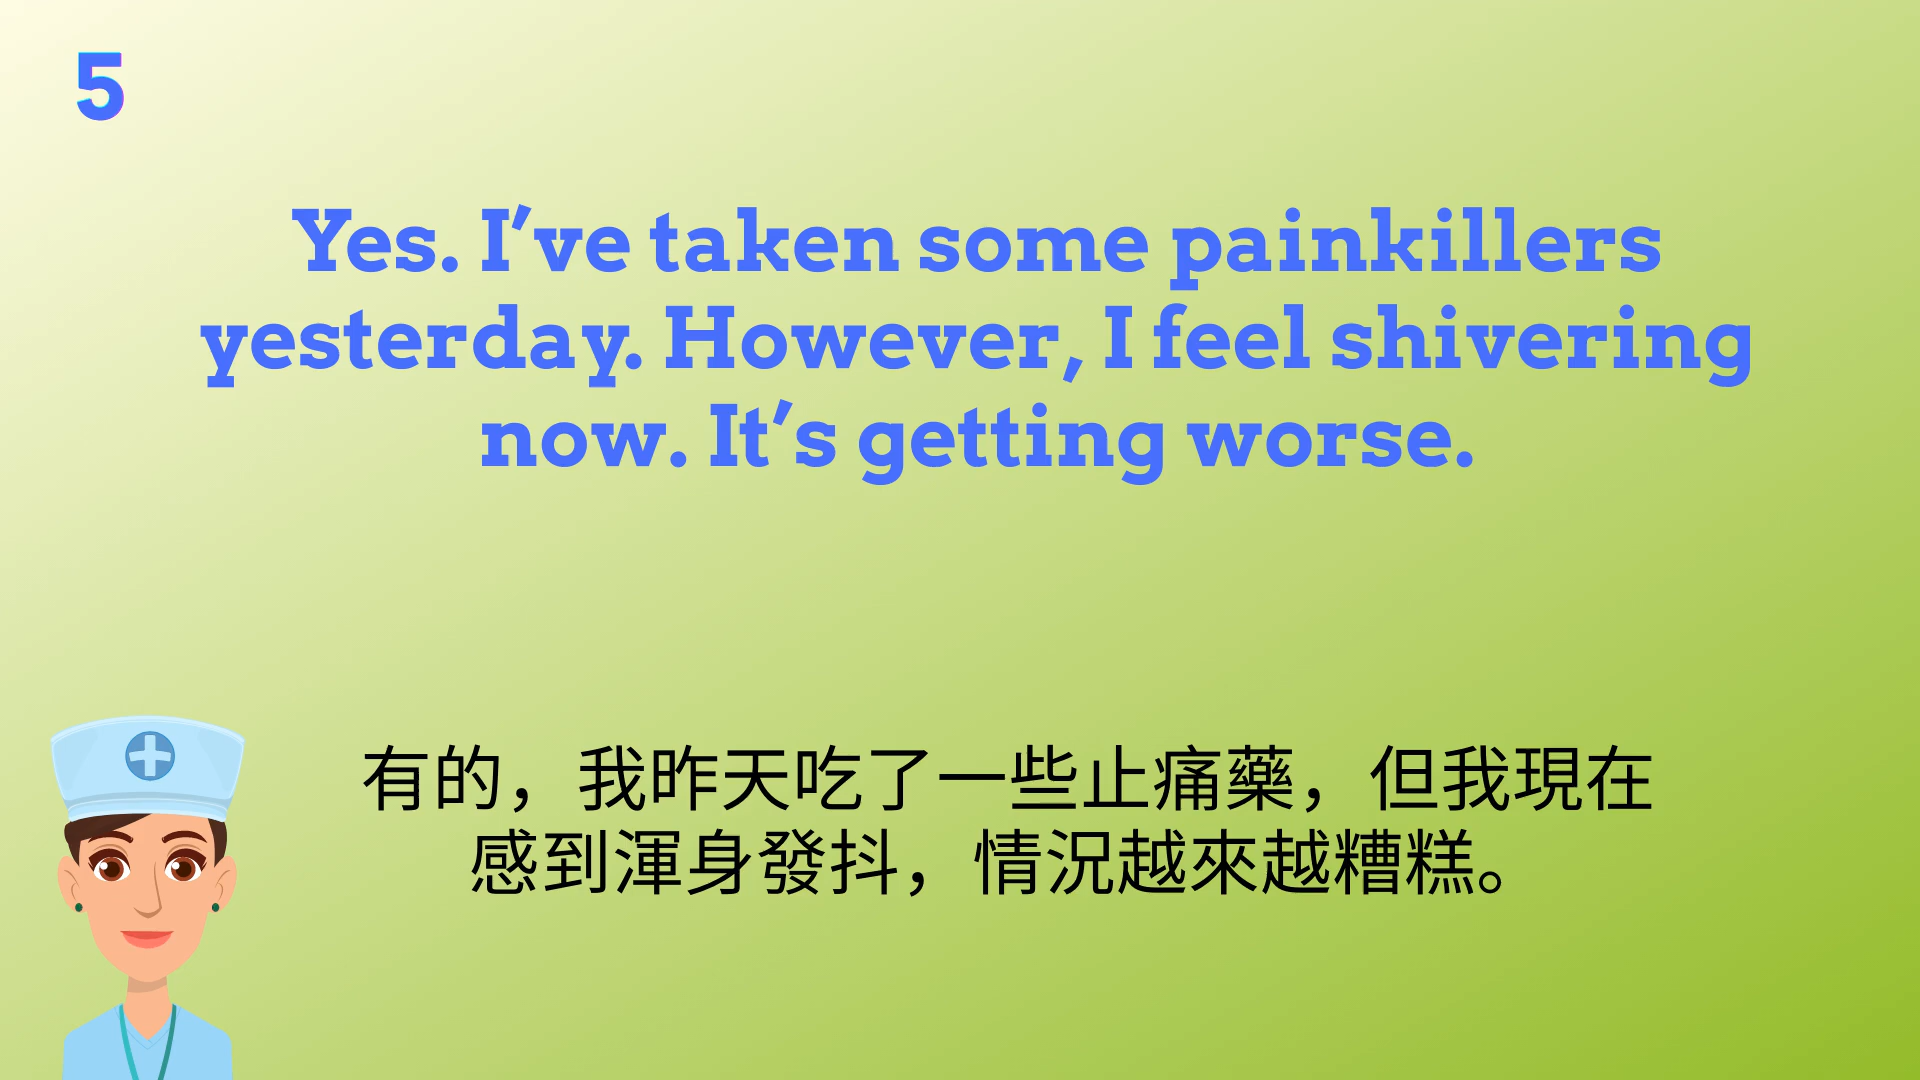 5
Yes. I’ve taken some painkillers
yesterday. However, I feel shivering
now. It’s getting worse.
有的，我昨天吃了一些止痛藥，但我現在
感到渾身發抖，情況越來越糟糕。